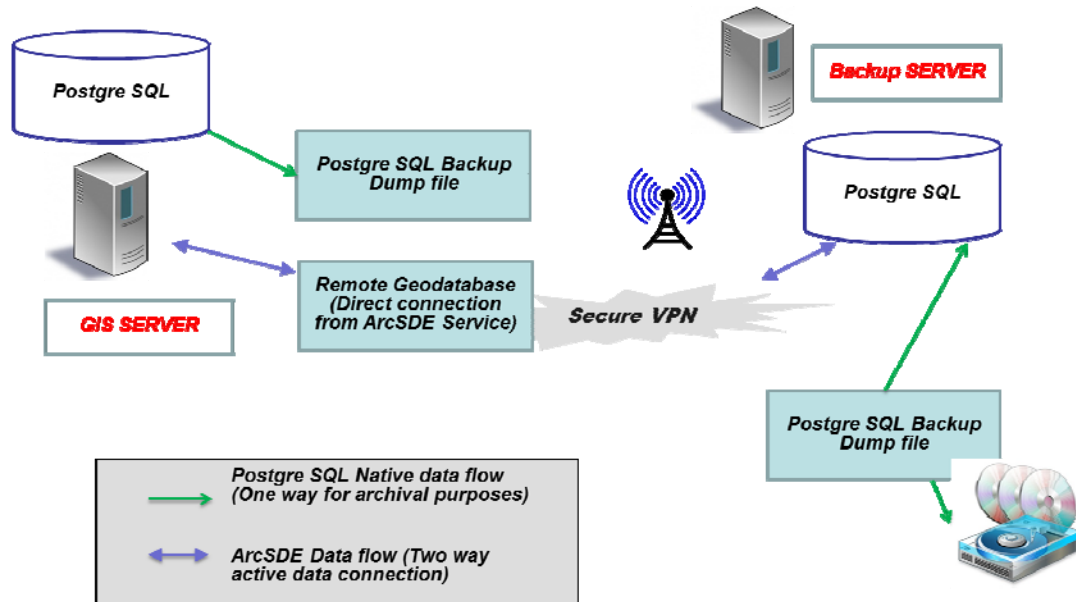 Postgre SQL
Backup SERVER
Postgre SQL Backup
Dump file
Postgre SQL
Remote Geodatabase
(Direct connection
from ArcSDE Service)
Secure VPN
GIS SERVER
Postgre SQL Backup
Dump file
Postgre SQL Native data flow
(One way for archival purposes)
ArcSDE Data flow (Two way
active data connection)